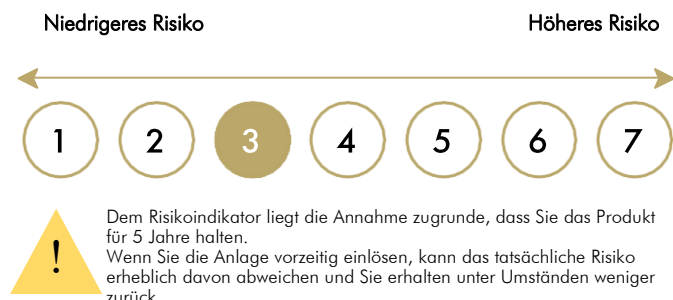 Niedrigeres Risiko Höheres Risiko
1 2 3 4 5 6 7
! Dem Risikoindikator liegt die Annahme zugrunde, dass Sie das Produkt
für 5 Jahre halten.
Wenn Sie die Anlage vorzeitig einlösen, kann das tatsächliche Risiko
erheblich davon abweichen und Sie erhalten unter Umständen weniger
zurück